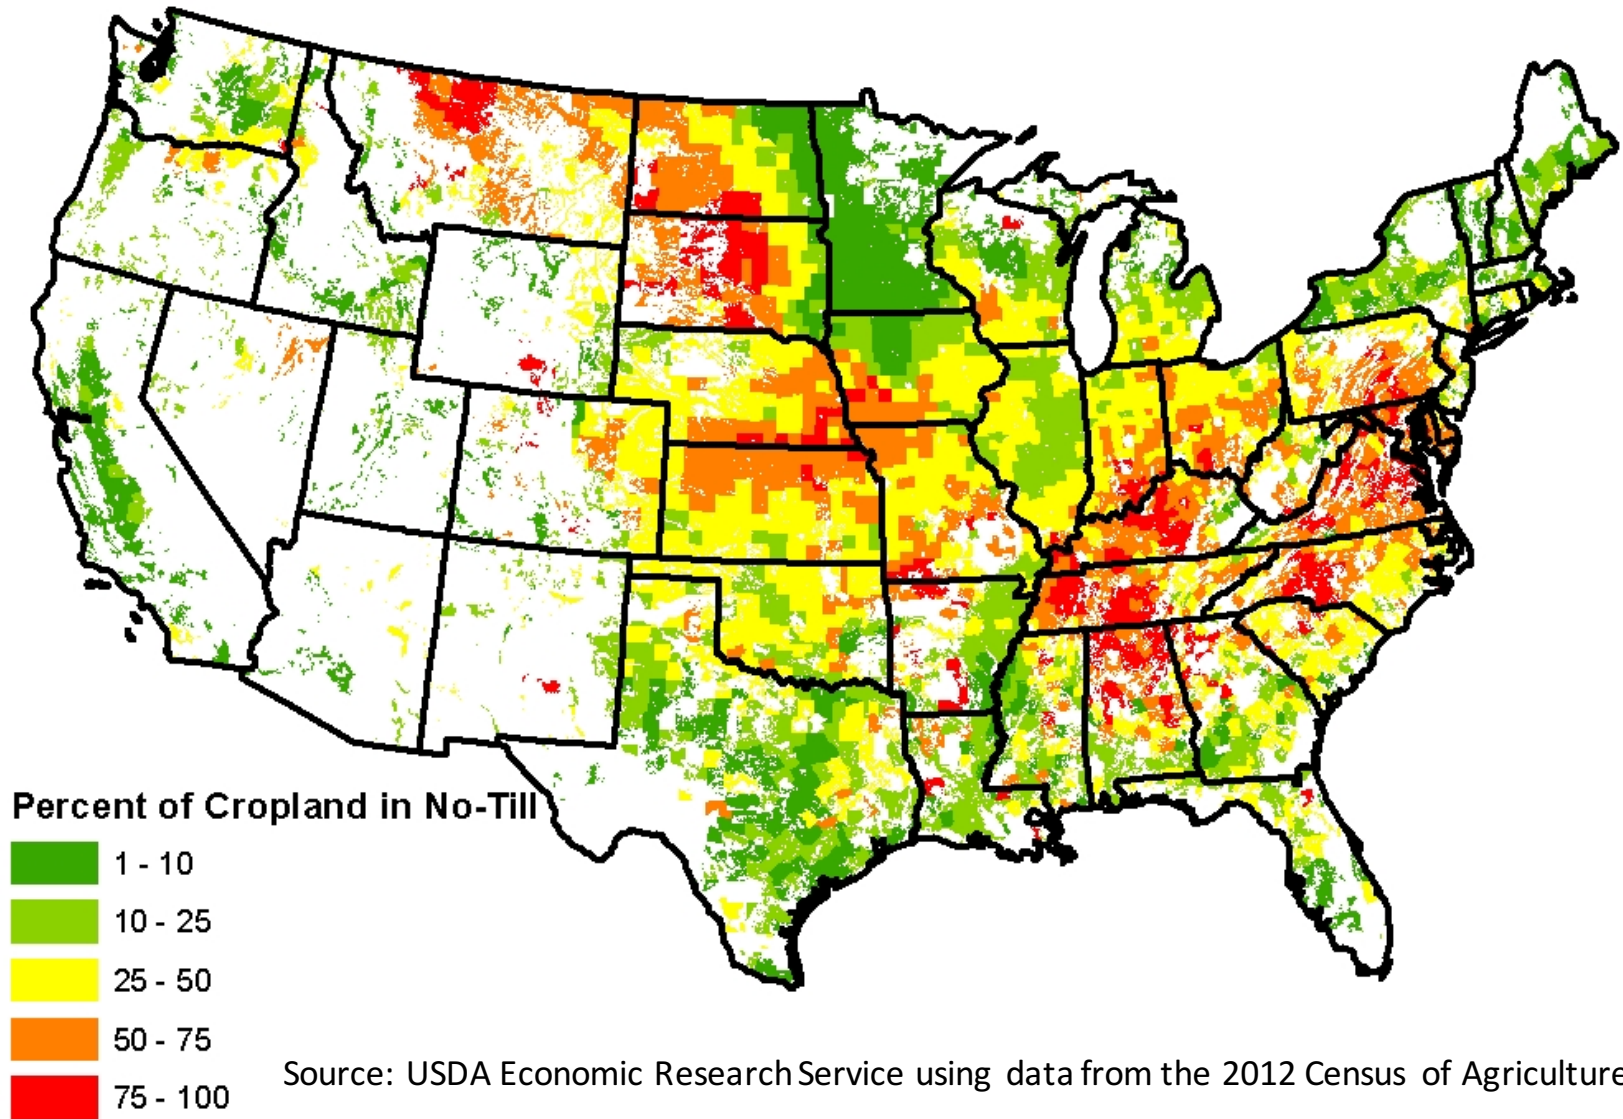 Percent of Cropland in No-Till
1 - 10
10 - 25
25 - 50
50 - 75
75 - 100
Source: USDA Economic Research Service using data from the 2012 Census of Agriculture